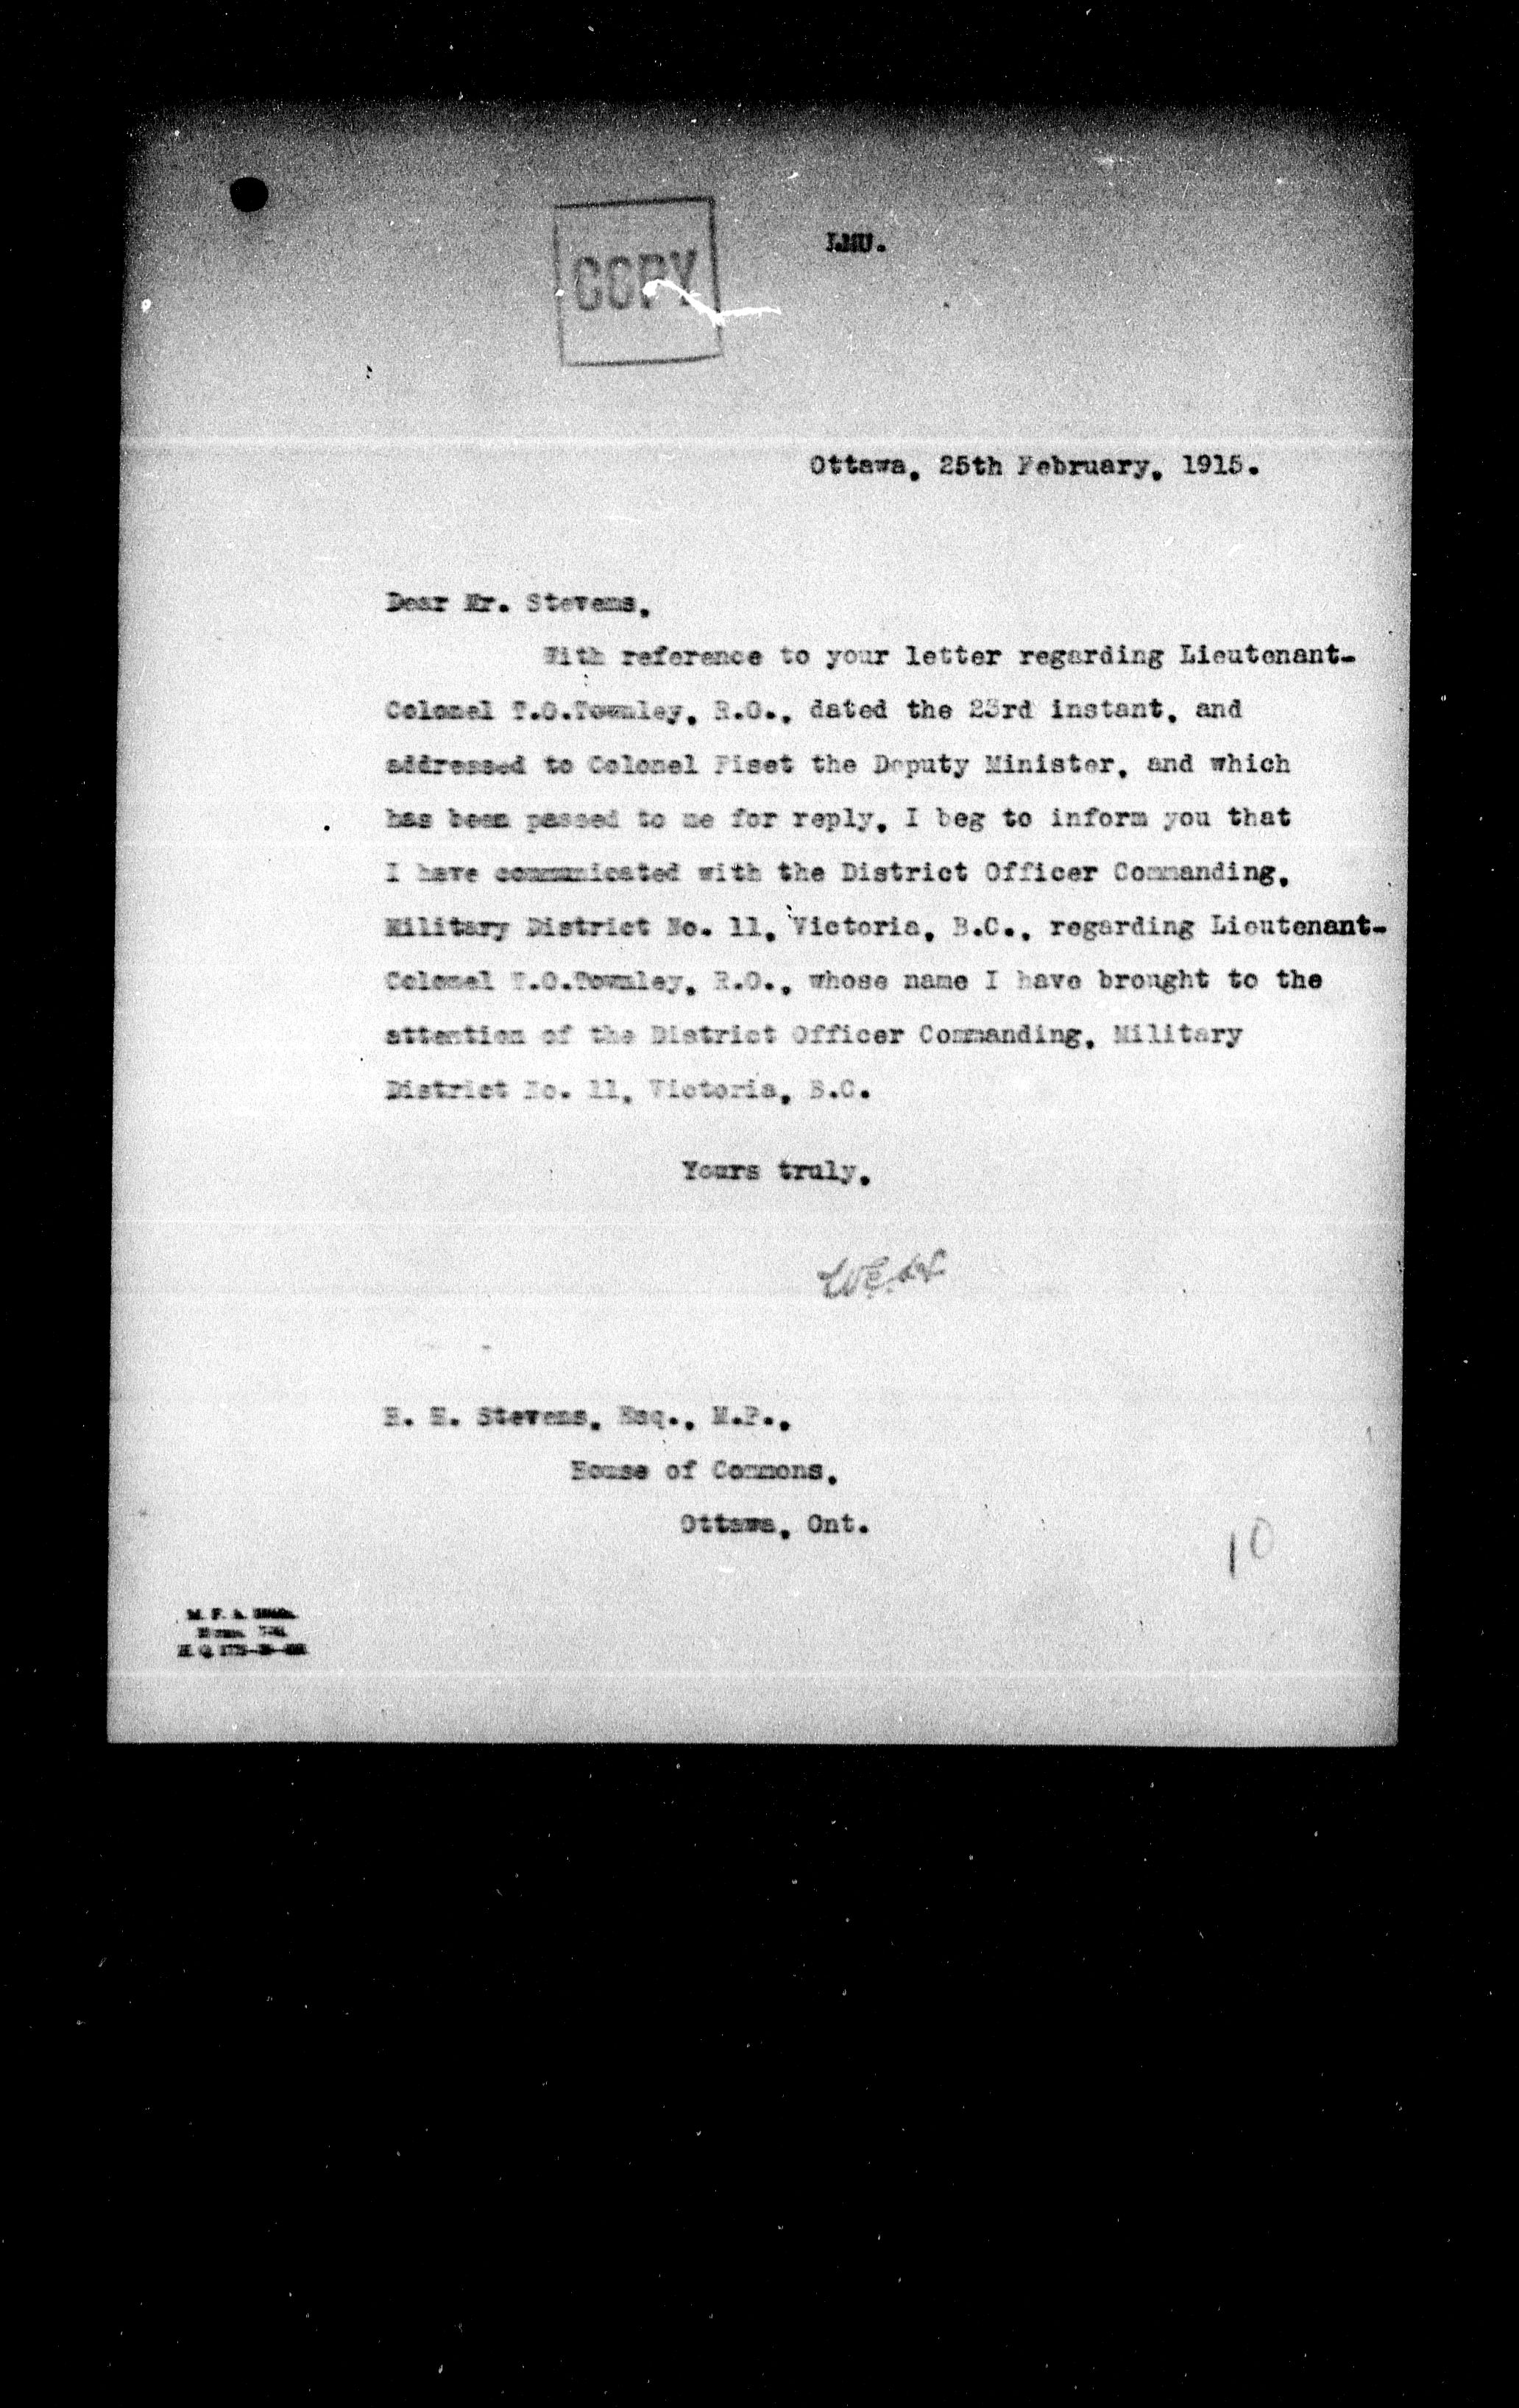 COPY
LMU.
Ottawa, 25th February, 1915.
Dear Mr. Stevens,
With reference to your letter regarding Lieutenant-
Colonel T.O.Townley, R.O., dated the 23rd instant, and
addressed to Colonel Fiset the Deputy Minister, and which
has been passed to me for reply, I beg to inform you that
I have communicated with the District Officer Commanding,
Military District No. 11, Victoria, B.C., regarding Lieutenant-
Colonel T.O.Townley, R.O., whose name I have brought to the
attention of the District Officer Commanding, Military
District No. 11, Victoria, B.C.
Yours truly,
H. H. Stevens, Esq., M.P.,
House of Commons,
Ottawa, Ont.
10
M. F. A.
H. Q.